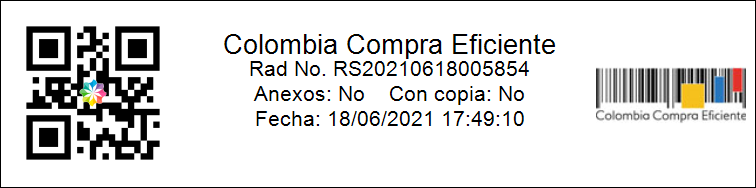 Colombia Compra Eficiente
Rad No. RS20210618005854
Anexos: No Con copia: No
Fecha: 18/06/2021 17:49:10
Colombia Compra Eficiente